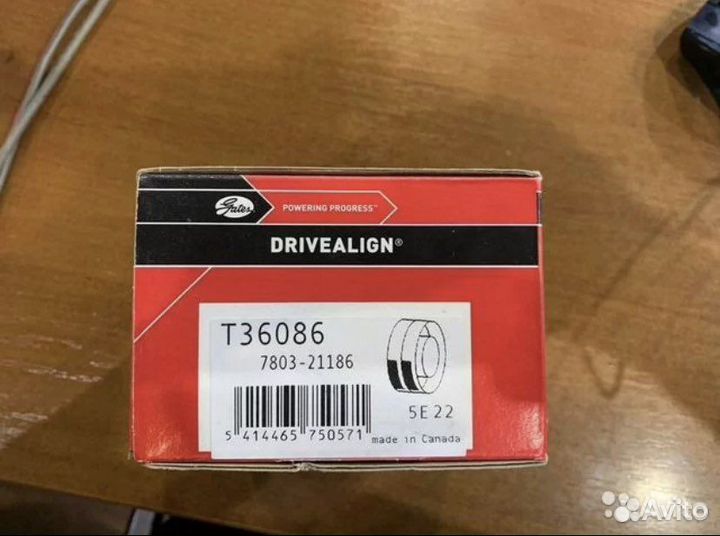 Gates
POWERING PROGRESS™
DRIVEALIGN®
T36086
7803-21186
5E22
5 414465 750571
made in Canada
Avito